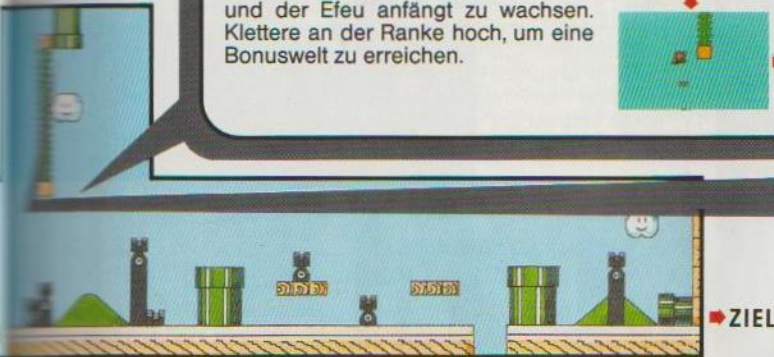 und der Efeu anfängt zu wachsen.
Klettere an der Ranke hoch, um eine
Bonuswelt zu erreichen.
ZIEL